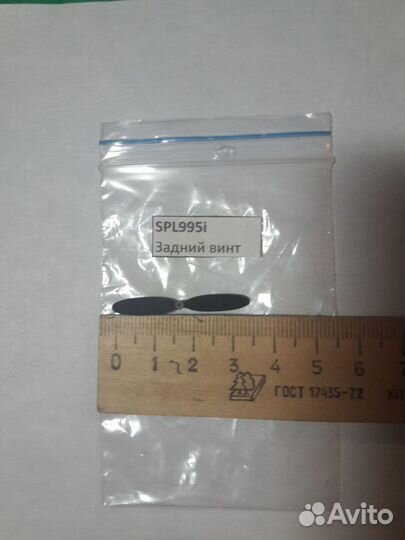 SPL995i
Задний винт
0 1 2 3 4 5 6
ГОСТ 17435-72
Avito